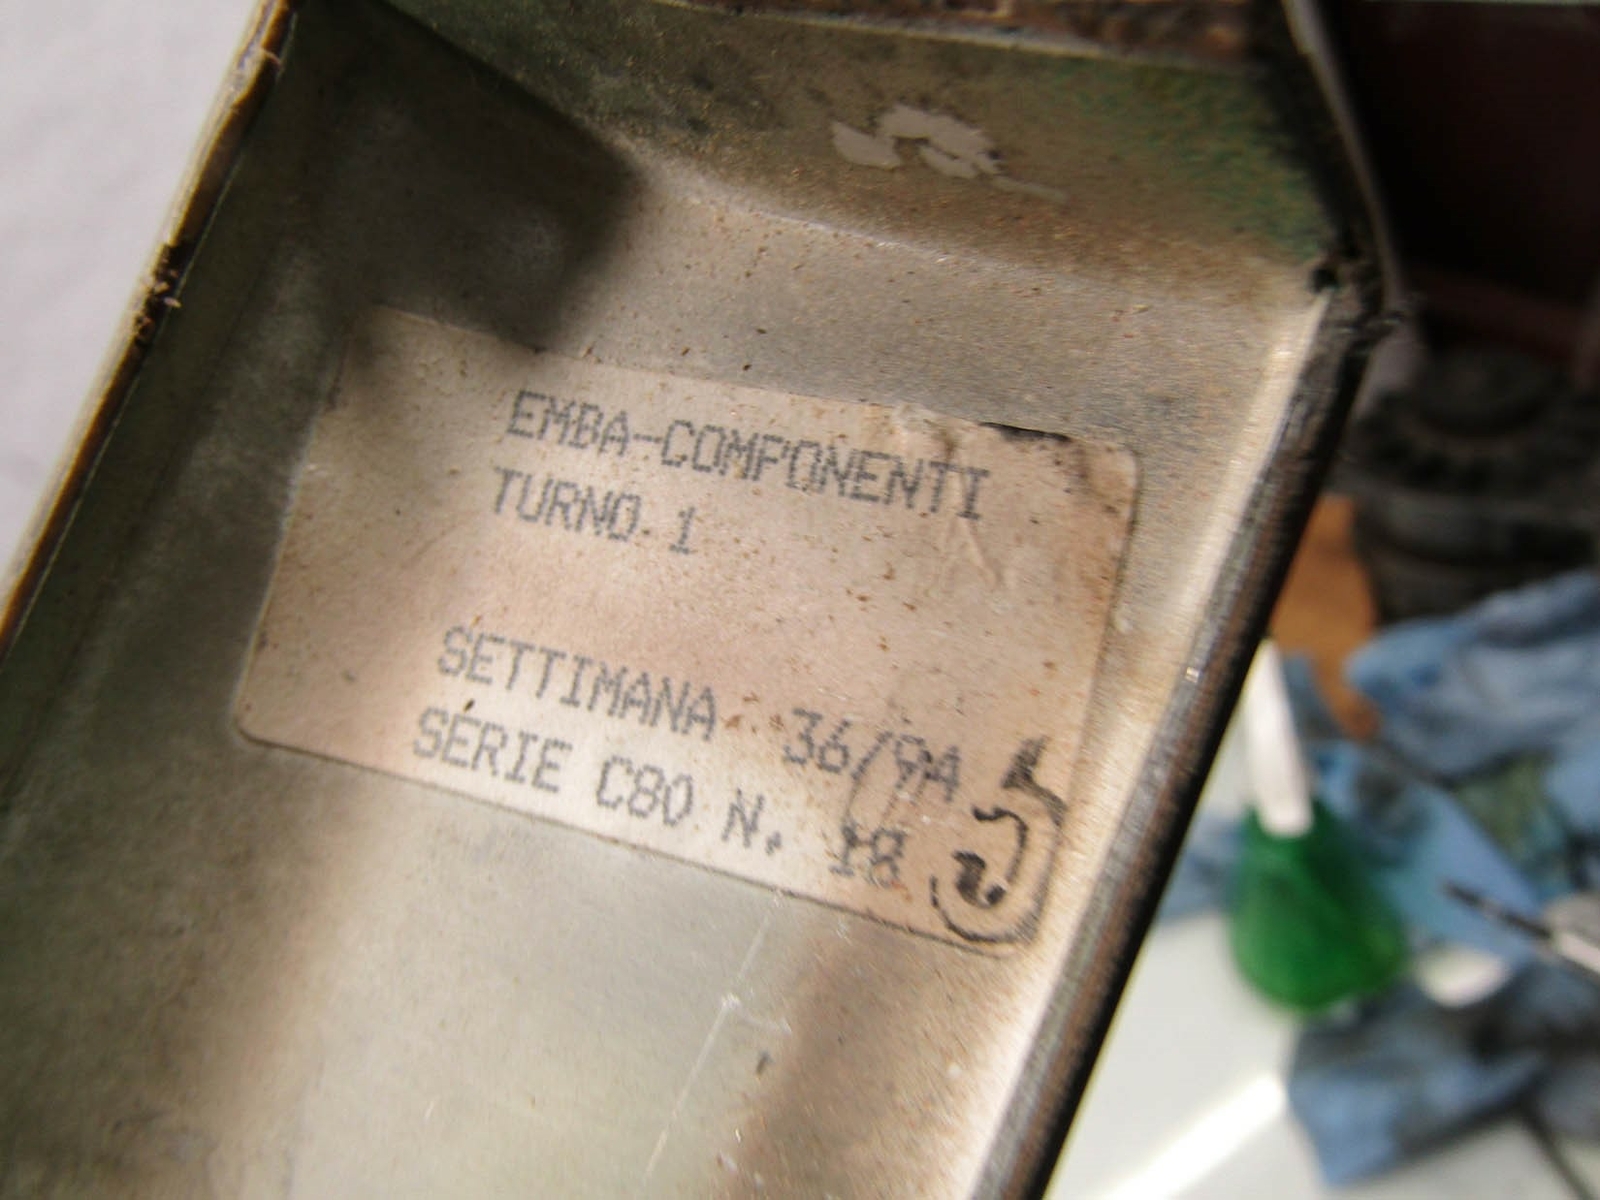 EMBA-COMPONENTI
TURNO 1
SETTIMANA 36/94
SERIE C80 N. 18